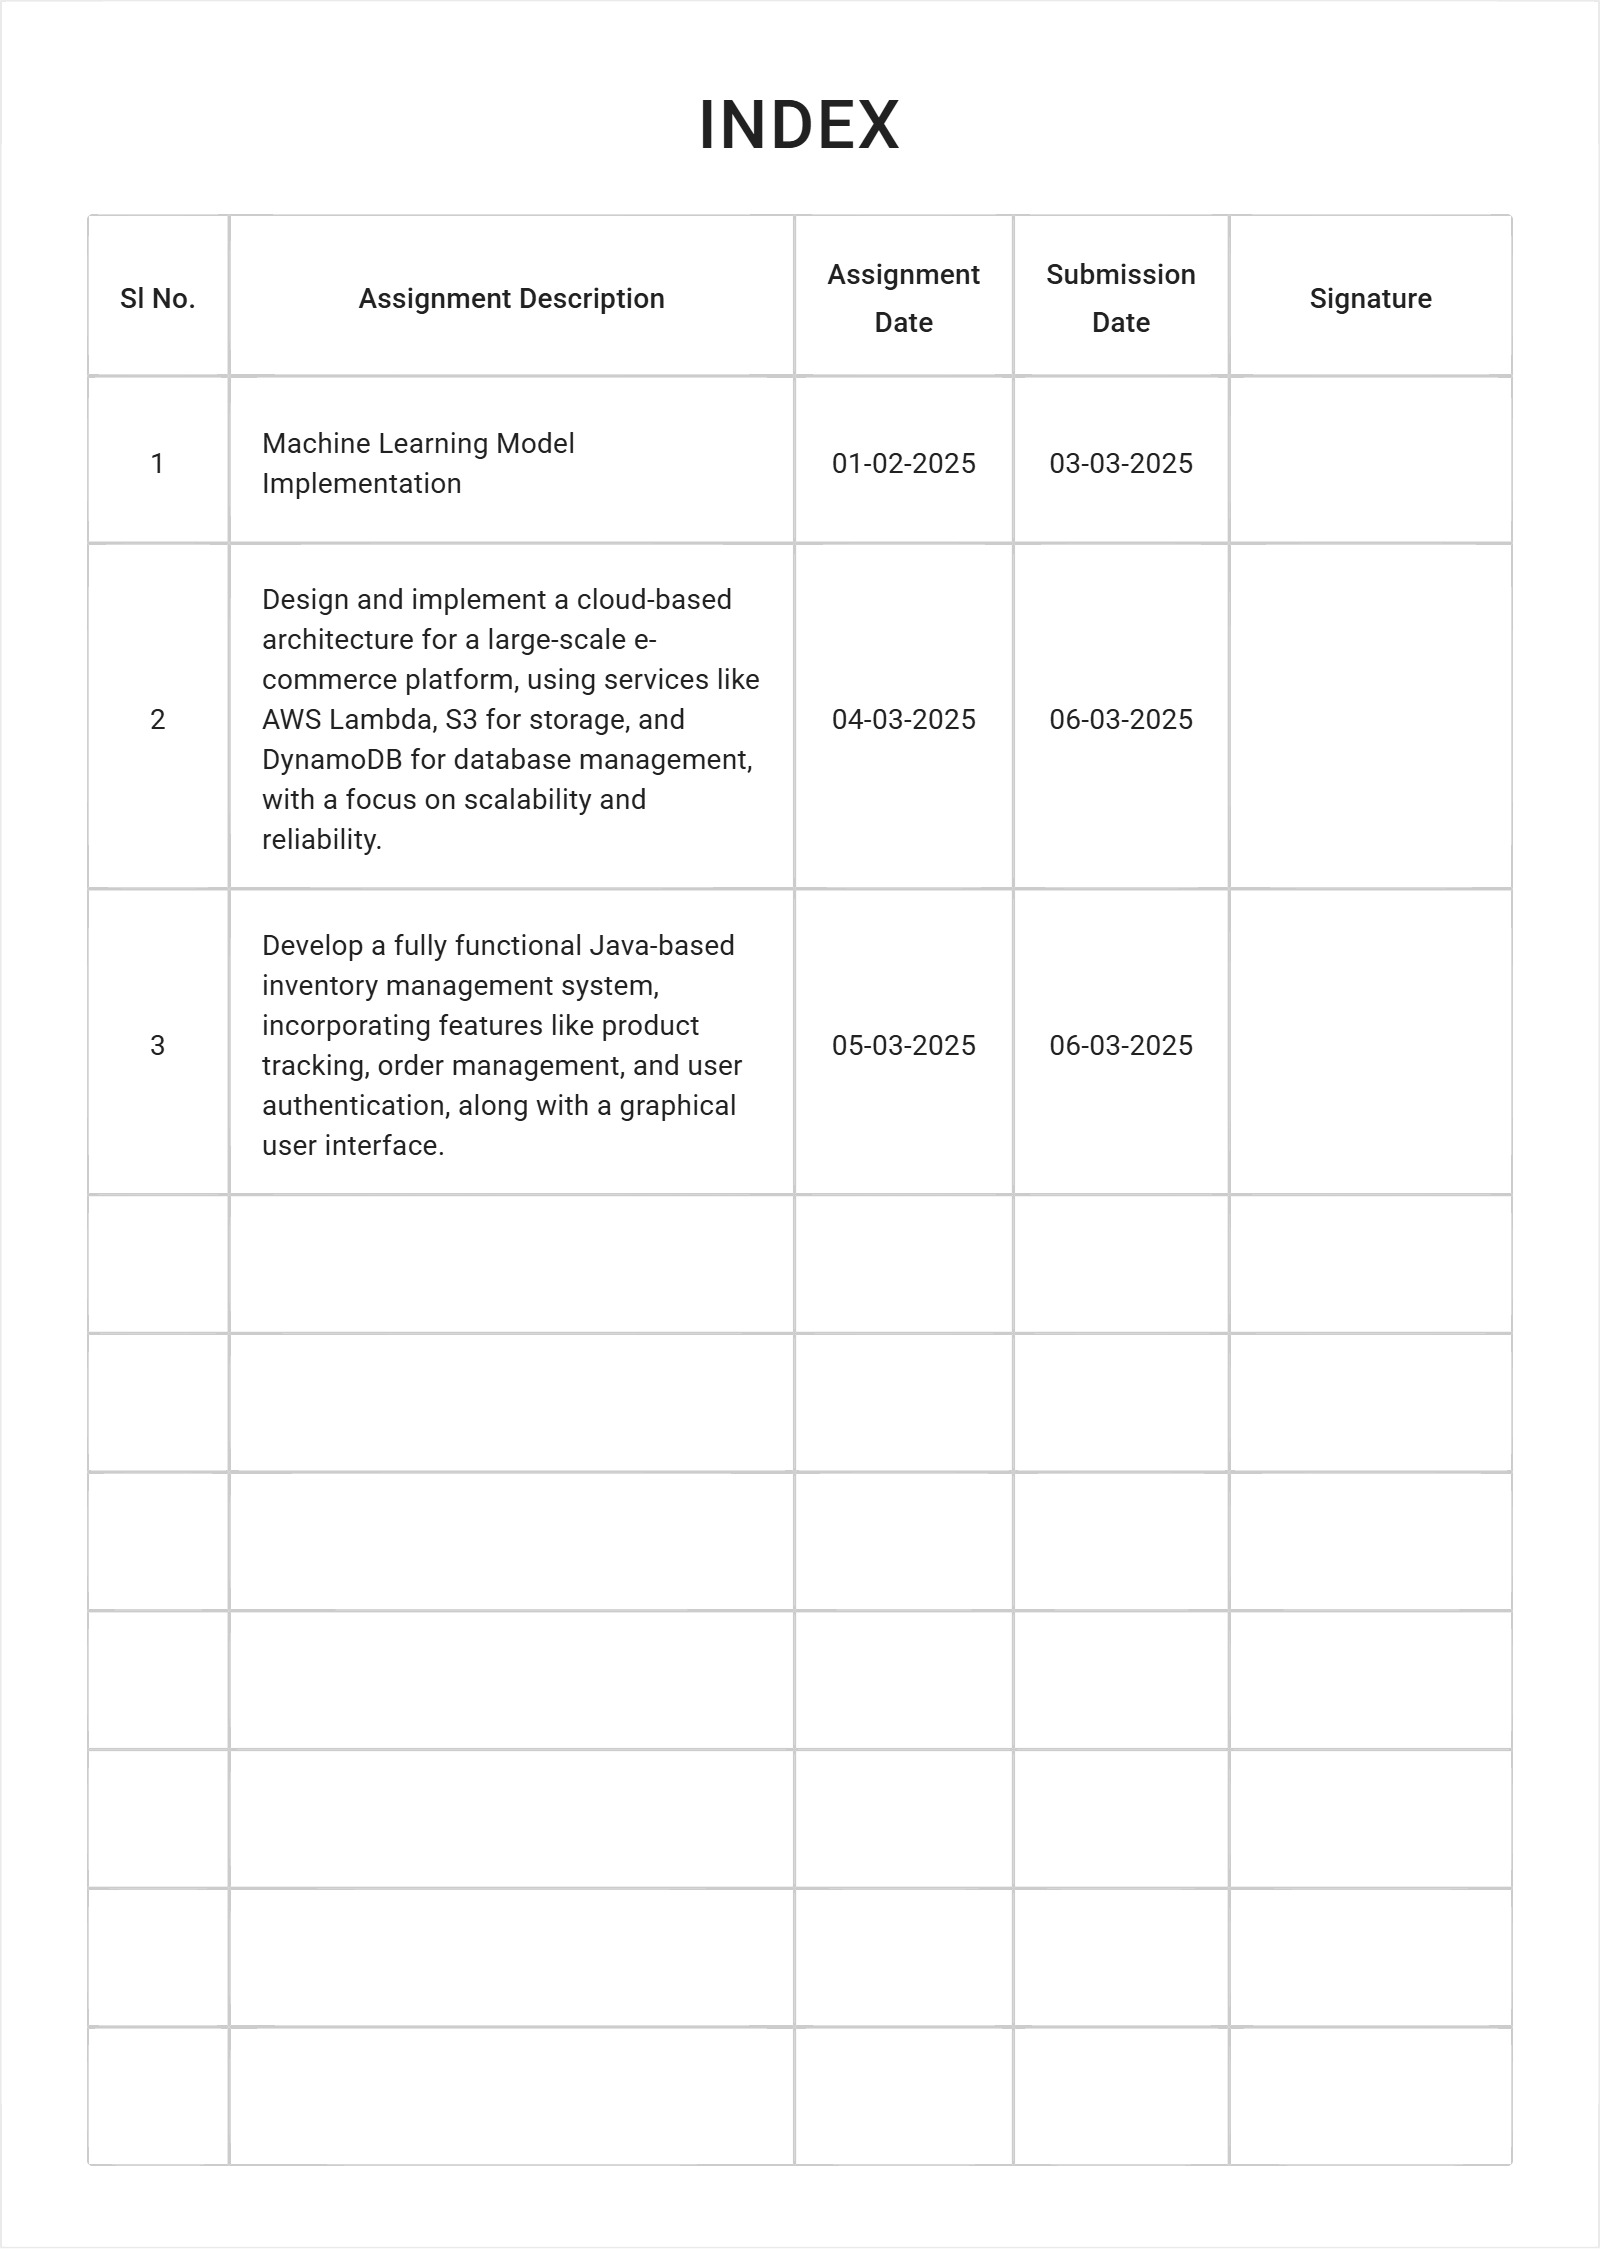 INDEX
Sl No.
Assignment Description
Assignment
Date
Submission
Date
Signature
1
Machine Learning Model
Implementation
01-02-2025
03-03-2025
2
Design and implement a cloud-based
architecture for a large-scale e-
commerce platform, using services like
AWS Lambda, S3 for storage, and
DynamoDB for database management,
with a focus on scalability and
reliability.
04-03-2025
06-03-2025
3
Develop a fully functional Java-based
inventory management system,
incorporating features like product
tracking, order management, and user
authentication, along with a graphical
user interface.
05-03-2025
06-03-2025